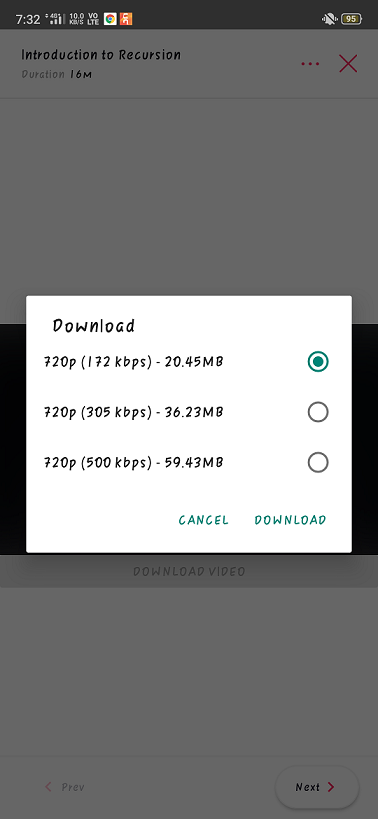 7:32 4G 10.0 KB/S VO LTE 95
Introduction to Recursion
Duration 16M
Download
720p (172 kbps) - 20.45MB
720p (305 kbps) - 36.23MB
720p (500 kbps) - 59.43MB
CANCEL DOWNLOAD
DOWNLOAD VIDEO
Prev Next